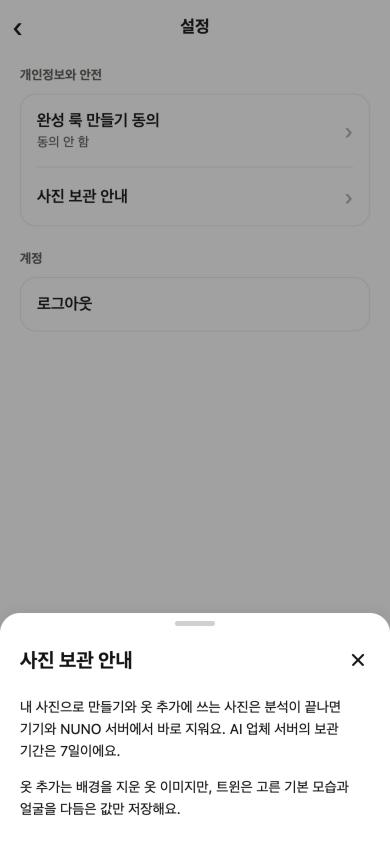 설정
개인정보와 안전
완성 룩 만들기 동의
동의 안 함
사진 보관 안내
계정
로그아웃
사진 보관 안내
내 사진으로 만들기와 옷 추가에 쓰는 사진은 분석이 끝나면
기기와 NUNO 서버에서 바로 지워요. AI 업체 서버의 보관
기간은 7일이에요.
옷 추가는 배경을 지운 옷 이미지만, 트윈은 고른 기본 모습과
얼굴을 다듬은 값만 저장해요.